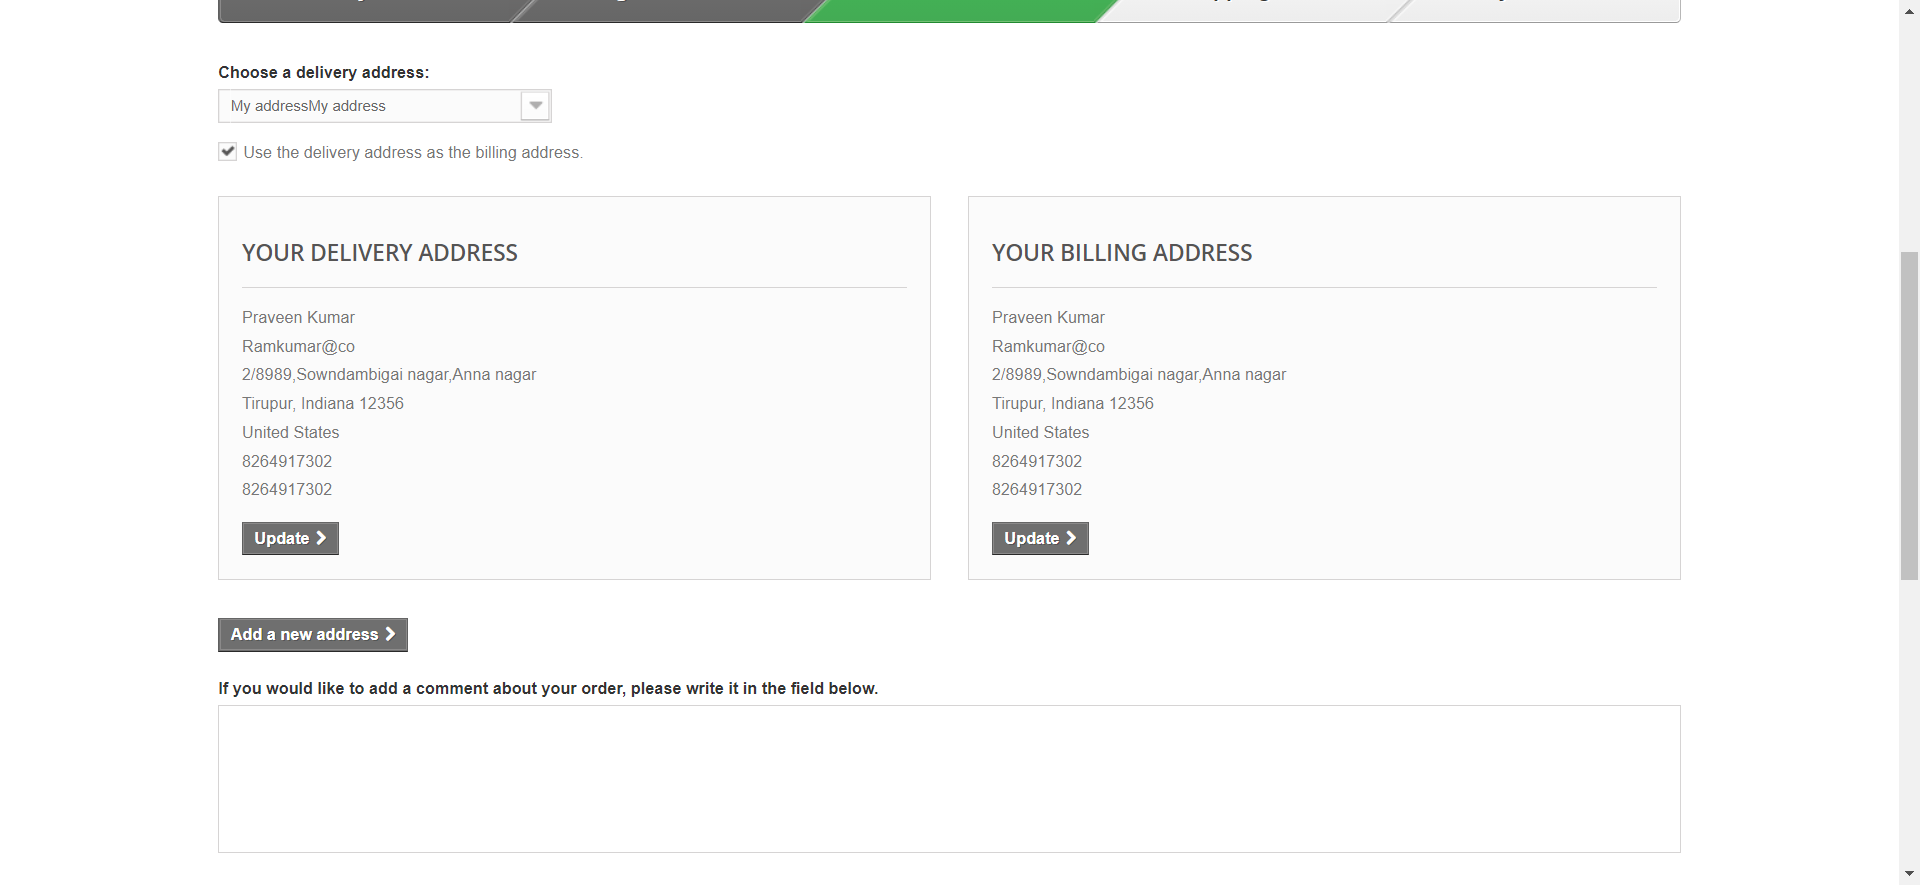 Choose a delivery address:
My addressMy address
Use the delivery address as the billing address.
YOUR DELIVERY ADDRESS
Praveen Kumar
Ramkumar@co
2/8989,Sowndambigai nagar,Anna nagar
Tirupur, Indiana 12356
United States
8264917302
8264917302
Update
YOUR BILLING ADDRESS
Praveen Kumar
Ramkumar@co
2/8989,Sowndambigai nagar,Anna nagar
Tirupur, Indiana 12356
United States
8264917302
8264917302
Update
Add a new address
If you would like to add a comment about your order, please write it in the field below.